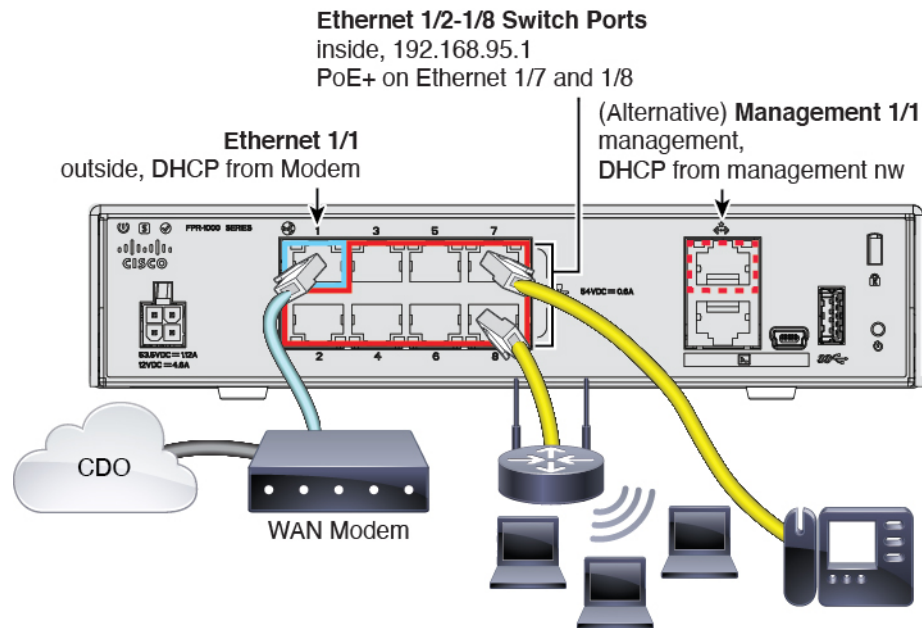 Ethernet 1/2-1/8 Switch Ports
inside, 192.168.95.1
PoE+ on Ethernet 1/7 and 1/8
(Alternative) Management 1/1
management,
DHCP from management nw
Ethernet 1/1
outside, DHCP from Modem
FPR-1000 SERIES
CISCO
1 3 5 7
54VDC⎓0.6A
53.5VDC⎓1.12A
12VDC⎓4.6A
2 4 6 8
CDO
WAN Modem